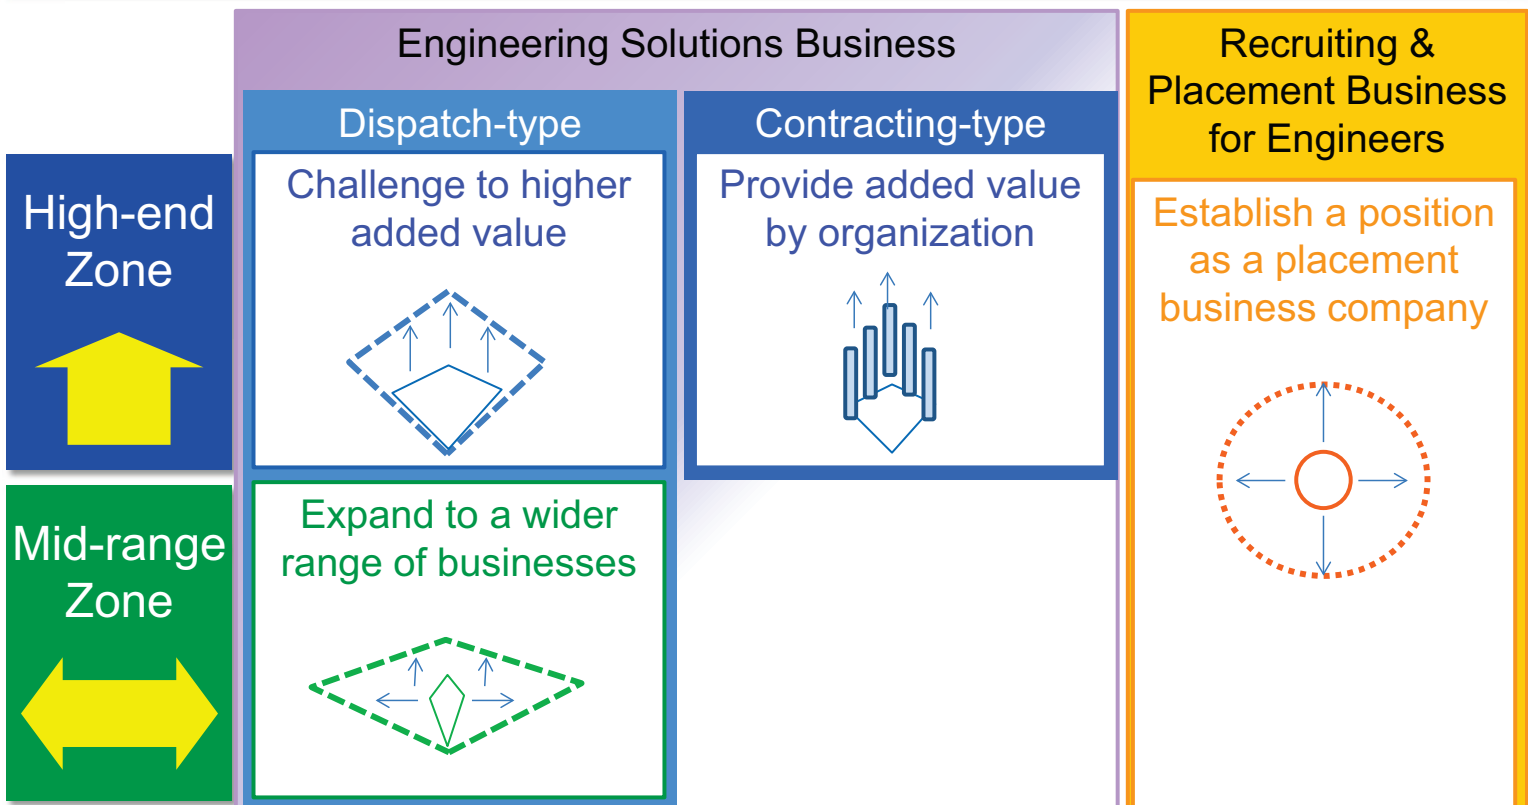 Engineering Solutions Business
Recruiting &
Placement Business
for Engineers
Dispatch-type
Contracting-type
High-end
Zone
Challenge to higher
added value
Provide added value
by organization
Establish a position
as a placement
business company
Mid-range
Zone
Expand to a wider
range of businesses